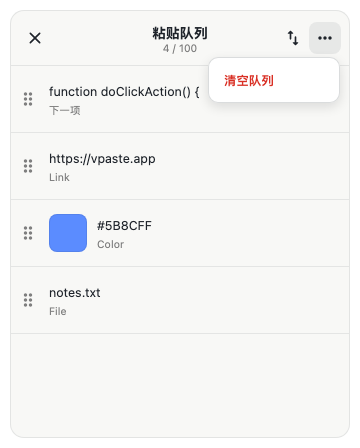 粘贴队列
4 / 100
清空队列
function doClickAction() {
下一项
https://vpaste.app
Link
#5B8CFF
Color
notes.txt
File